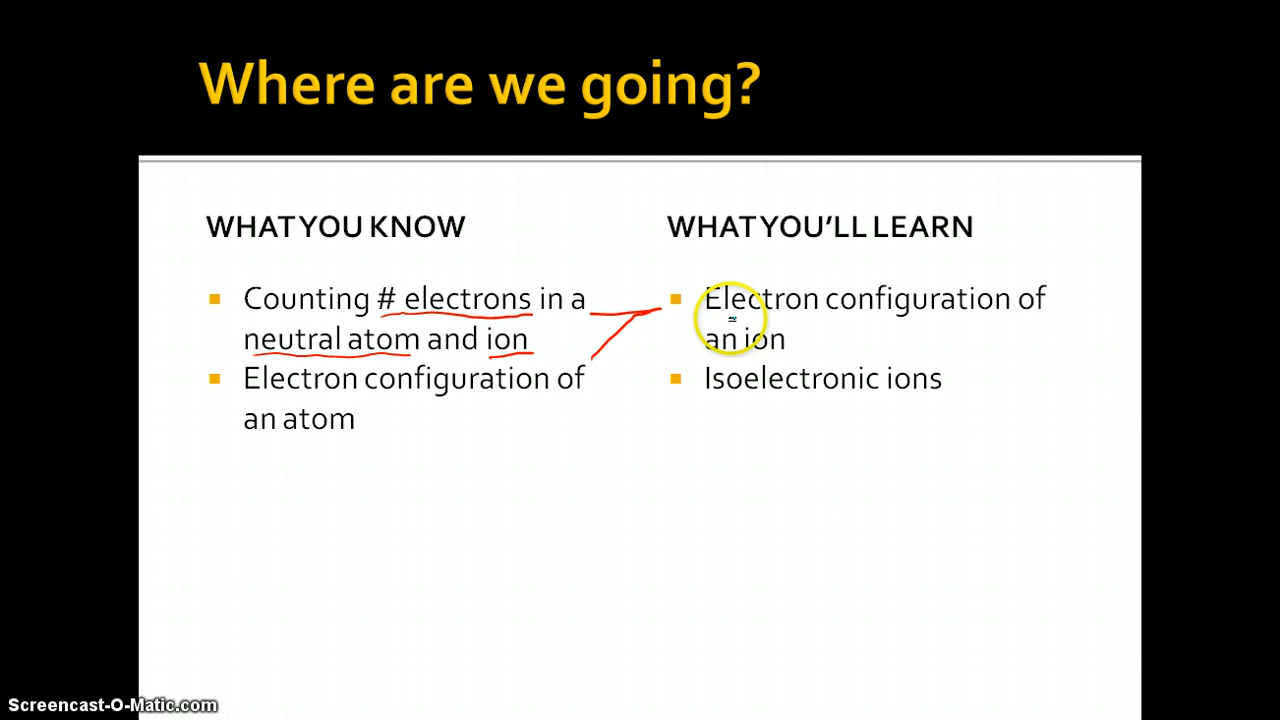 Where are we going?
WHAT YOU KNOW
Counting # electrons in a
neutral atom and ion
Electron configuration of
an atom
WHAT YOU'LL LEARN
Electron configuration of
an ion
Isoelectronic ions
Screencast-O-Matic.com